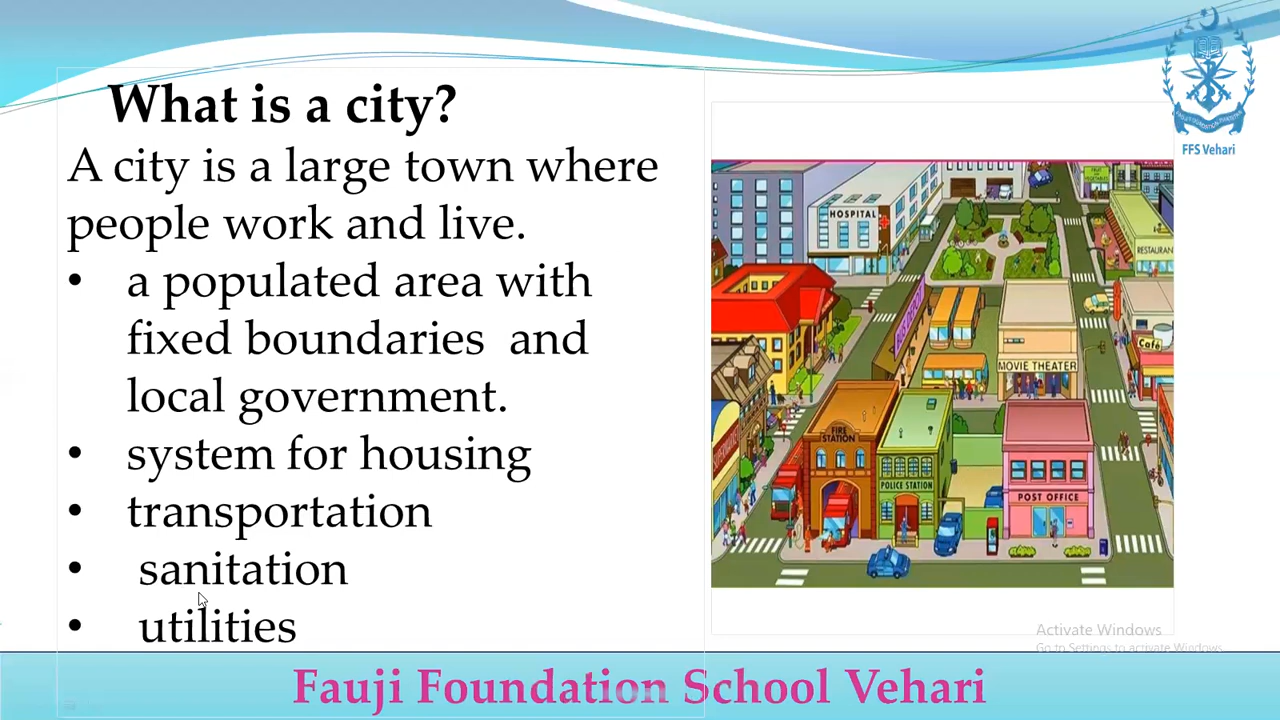 What is a city?
A city is a large town where
people work and live.
• a populated area with
fixed boundaries and
local government.
• system for housing
• transportation
• sanitation
• utilities
FFS Vehari
HOSPITAL
RESTAURANT
BUS DEPOT
Café
MOVIE THEATER
FIRE
STATION
POLICE STATION
POST OFFICE
Activate Windows
Go to Settings to activate Windows.
Fauji Foundation School Vehari